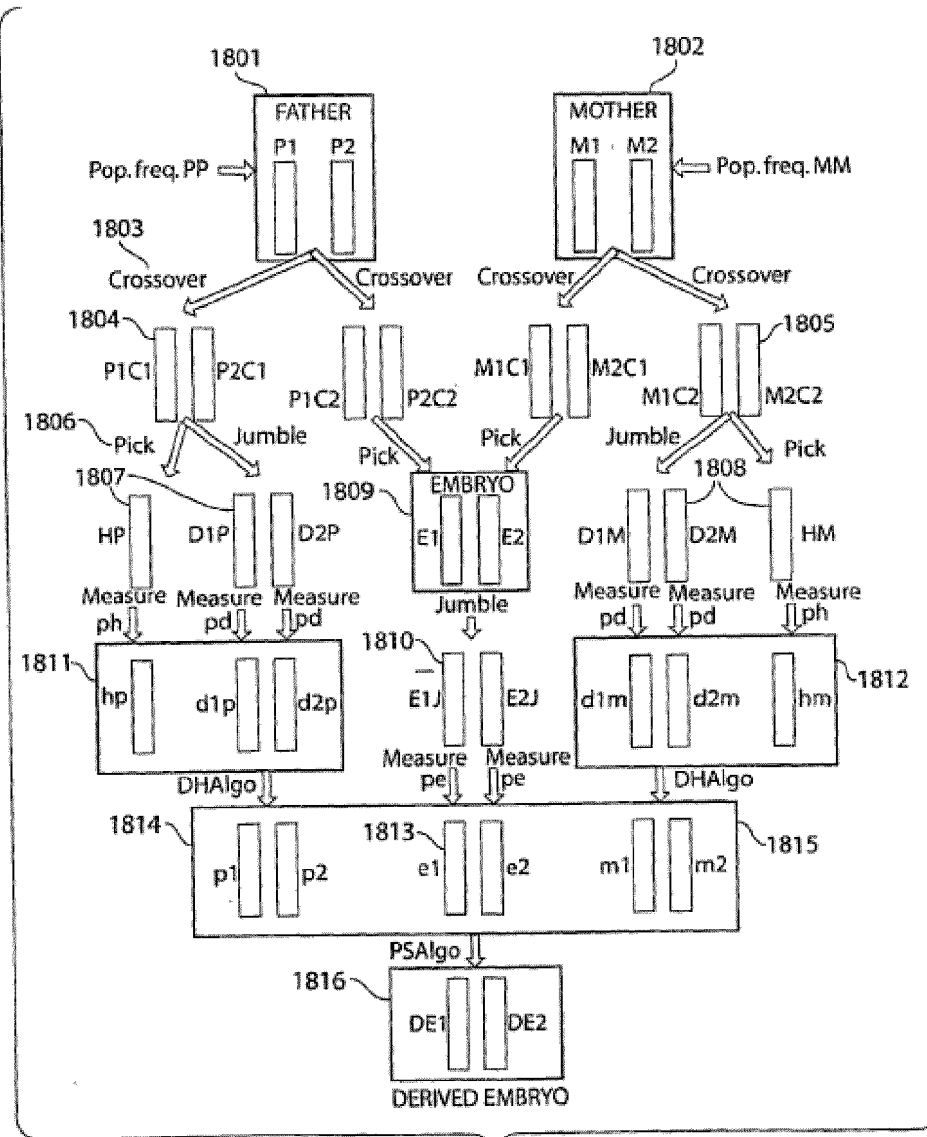 1801
1802
FATHER
MOTHER
P1 P2
M1 M2
Pop. freq. PP
Pop. freq. MM
1803
Crossover
Crossover
Crossover
Crossover
1804
1805
P1C1
P2C1
P1C2
P2C2
M1C1
M2C1
M1C2
M2C2
1806
Pick
Jumble
Pick
Pick
Jumble
Pick
1807
1808
1809
EMBRYO
HP
D1P
D2P
E1
E2
D1M
D2M
HM
Measure ph
Measure pd
Measure pd
Jumble
Measure pd
Measure pd
Measure ph
1810
1811
1812
hp
d1p
d2p
E1J
E2J
d1m
d2m
hm
Measure pe
Measure pe
DHAlgo
DHAlgo
1814
1813
1815
p1
p2
e1
e2
m1
m2
PSAlgo
1816
DE1
DE2
DERIVED EMBRYO